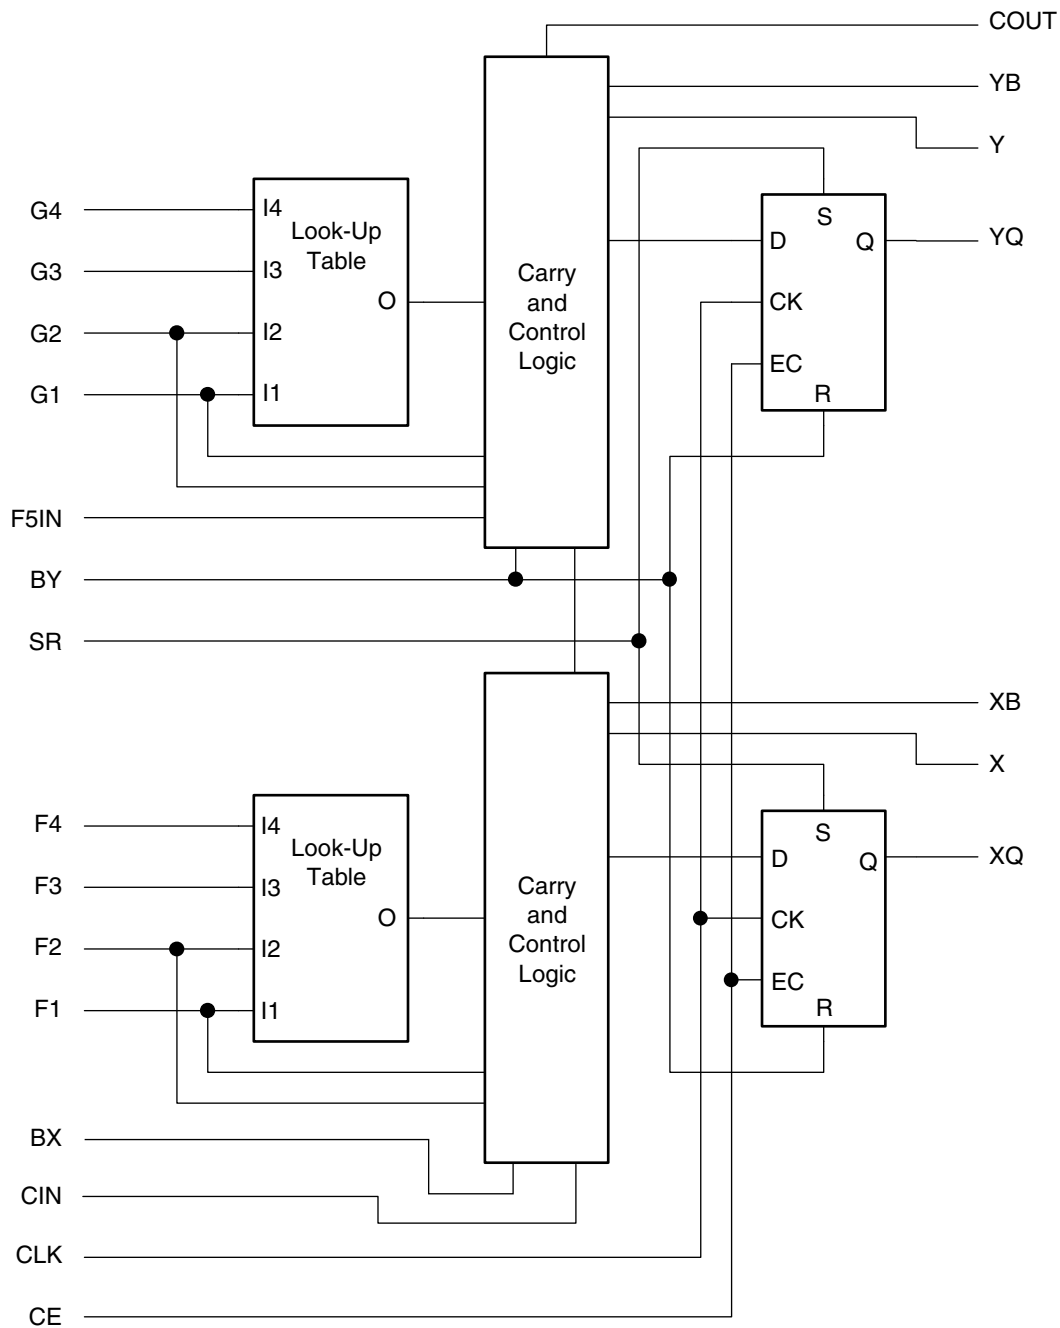 COUT
YB
Y
G4
G3
G2
G1
F5IN
BY
SR
I4
I3
I2
I1
Look-Up
Table
O
Carry
and
Control
Logic
S
D
Q
CK
EC
R
YQ
XB
X
F4
F3
F2
F1
BX
CIN
CLK
CE
I4
I3
I2
I1
Look-Up
Table
O
Carry
and
Control
Logic
S
D
Q
CK
EC
R
XQ